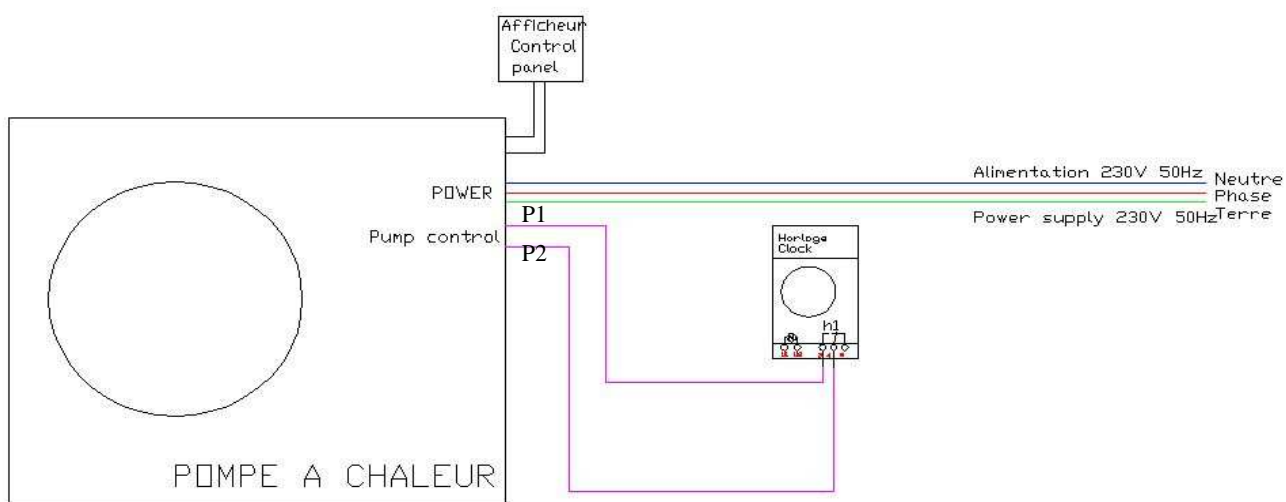 Afficheur
Control
panel
Alimentation 230V 50Hz
Neutre
POWER
Phase
P1
Power supply 230V 50Hz
Terre
Pump control
Horloge
Clock
P2
h1
POMPE A CHALEUR